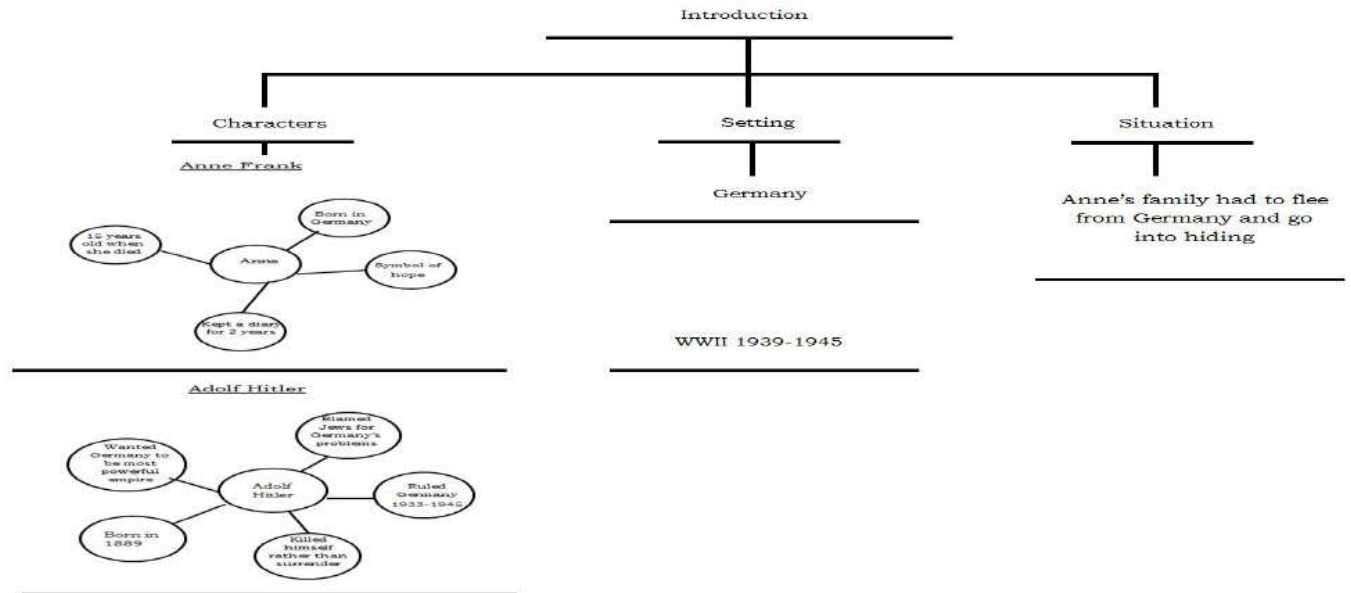 Introduction
Characters
Setting
Situation
Anne Frank
Germany
Anne's family had to flee
from Germany and go
into hiding
Born in
Germany
15 years
old when
she died
Anne
Symbol of
hope
Kept a diary
for 2 years
WWII 1939-1945
Adolf Hitler
Blamed
Jews for
Germany's
problems
Wanted
Germany to
be most
powerful
empire
Adolf
Hitler
Ruled
Germany
1933-1945
Born in
1889
Killed
himself
rather than
surrender